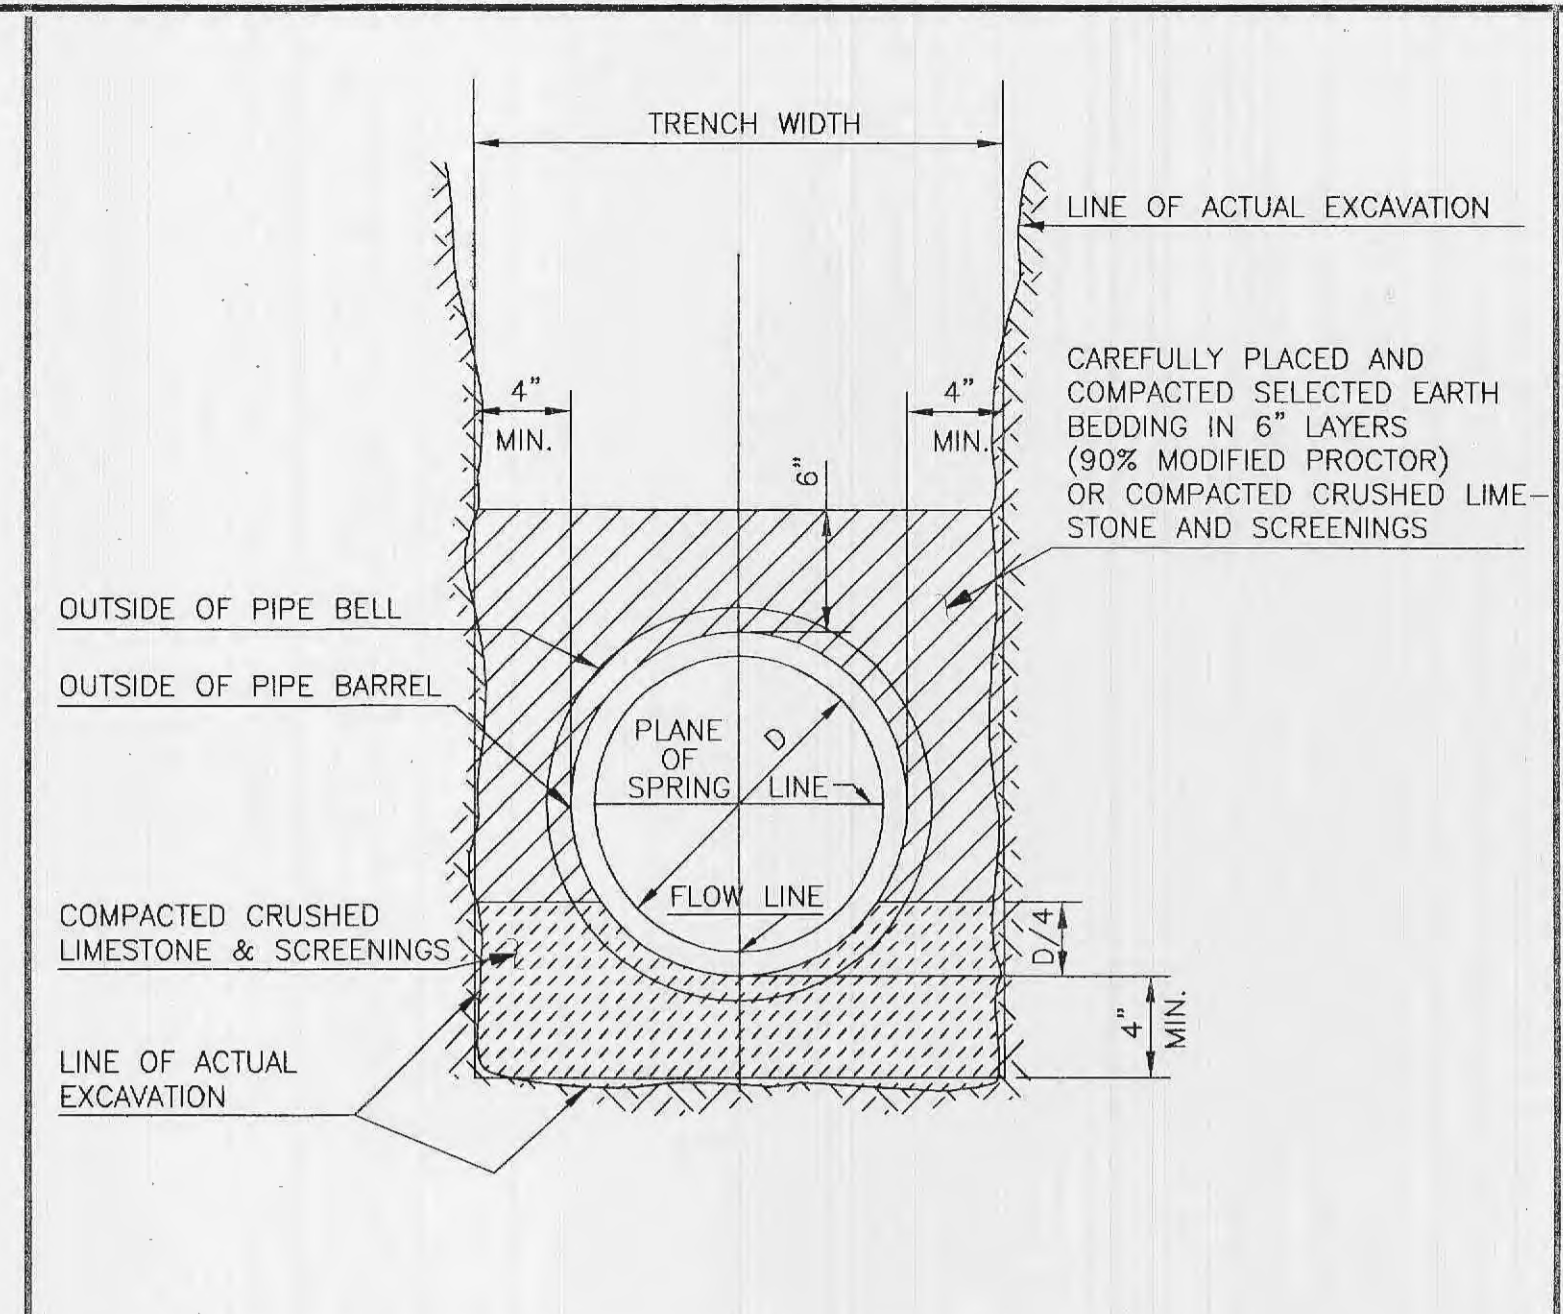 TRENCH WIDTH
LINE OF ACTUAL EXCAVATION
CAREFULLY PLACED AND
COMPACTED SELECTED EARTH
BEDDING IN 6" LAYERS
(90% MODIFIED PROCTOR)
OR COMPACTED CRUSHED LIME-
STONE AND SCREENINGS
4"
MIN.
4"
MIN.
6"
OUTSIDE OF PIPE BELL
OUTSIDE OF PIPE BARREL
PLANE
OF
SPRING LINE
D
FLOW LINE
COMPACTED CRUSHED
LIMESTONE & SCREENINGS
D/4
4"
MIN.
LINE OF ACTUAL
EXCAVATION